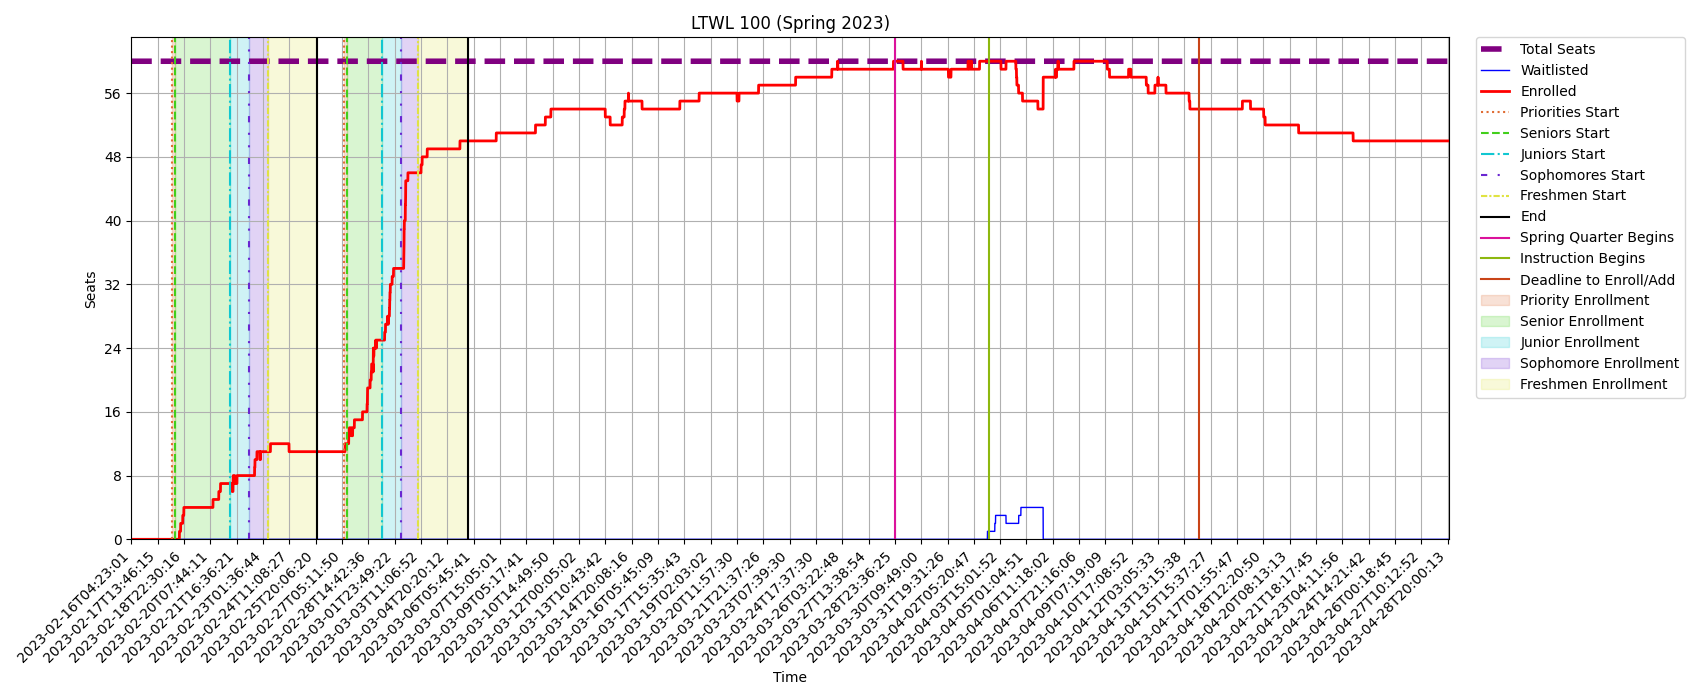 LTWL 100 (Spring 2023)
Total Seats
Waitlisted
Enrolled
Priorities Start
Seniors Start
Juniors Start
Sophomores Start
Freshmen Start
End
Spring Quarter Begins
Instruction Begins
Deadline to Enroll/Add
Priority Enrollment
Senior Enrollment
Junior Enrollment
Sophomore Enrollment
Freshmen Enrollment
Seats
56
48
40
32
24
16
8
0
2023-02-16T04:23:01
2023-02-17T13:46:15
2023-02-18T22:30:16
2023-02-20T07:44:11
2023-02-21T16:36:21
2023-02-23T01:36:44
2023-02-24T11:08:27
2023-02-25T20:06:20
2023-02-27T05:11:50
2023-02-28T14:42:36
2023-03-01T23:49:22
2023-03-03T11:06:52
2023-03-04T20:20:12
2023-03-06T05:45:41
2023-03-07T15:05:01
2023-03-09T05:17:41
2023-03-10T14:49:50
2023-03-12T00:05:02
2023-03-13T10:43:42
2023-03-14T20:08:16
2023-03-16T05:45:09
2023-03-17T15:35:43
2023-03-19T02:03:02
2023-03-20T11:57:30
2023-03-21T21:37:26
2023-03-23T07:39:30
2023-03-24T17:37:30
2023-03-26T03:22:48
2023-03-27T13:38:54
2023-03-28T23:36:25
2023-03-30T09:49:00
2023-03-31T19:31:26
2023-04-02T05:20:47
2023-04-03T15:01:52
2023-04-05T01:04:51
2023-04-06T11:18:02
2023-04-07T21:16:06
2023-04-09T07:19:09
2023-04-10T17:08:52
2023-04-12T03:05:33
2023-04-13T13:15:38
2023-04-15T15:37:27
2023-04-17T01:55:47
2023-04-18T12:20:50
2023-04-20T08:13:13
2023-04-21T18:17:45
2023-04-23T04:11:56
2023-04-24T14:21:42
2023-04-26T00:18:45
2023-04-27T10:12:52
2023-04-28T20:00:13
Time